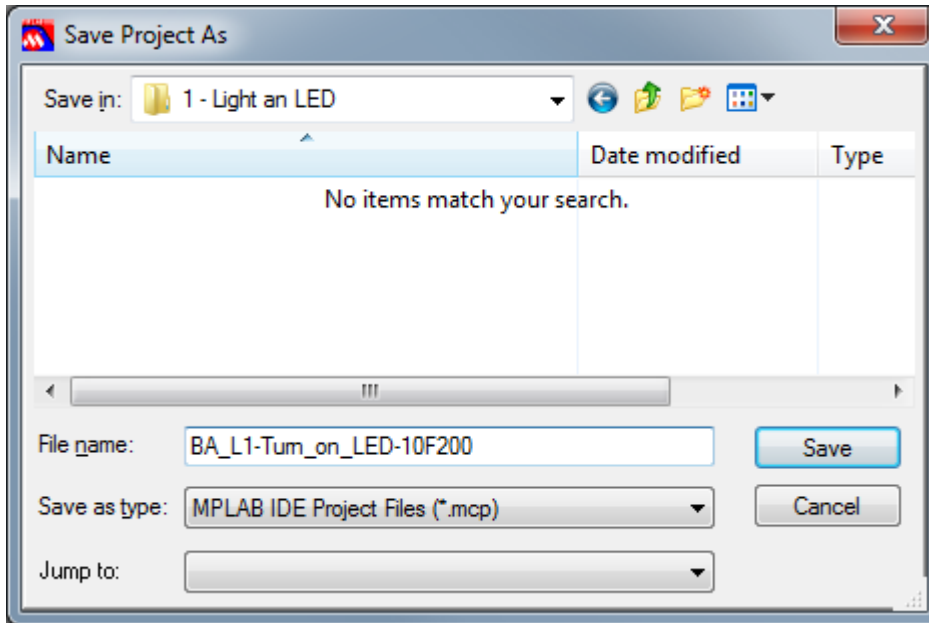 Save Project As
Save in: 1 - Light an LED
Name Date modified Type
No items match your search.
File name: BA_L1-Turn_on_LED-10F200 Save
Save as type: MPLAB IDE Project Files (*.mcp) Cancel
Jump to: